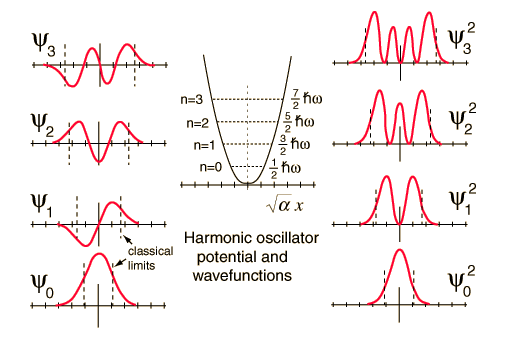 ψ₃
ψ₂
ψ₁
ψ₀
classical
limits
n=3
n=2
n=1
n=0
7/2 ħω
5/2 ħω
3/2 ħω
1/2 ħω
√α x
Harmonic oscillator
potential and
wavefunctions
ψ₃²
ψ₂²
ψ₁²
ψ₀²